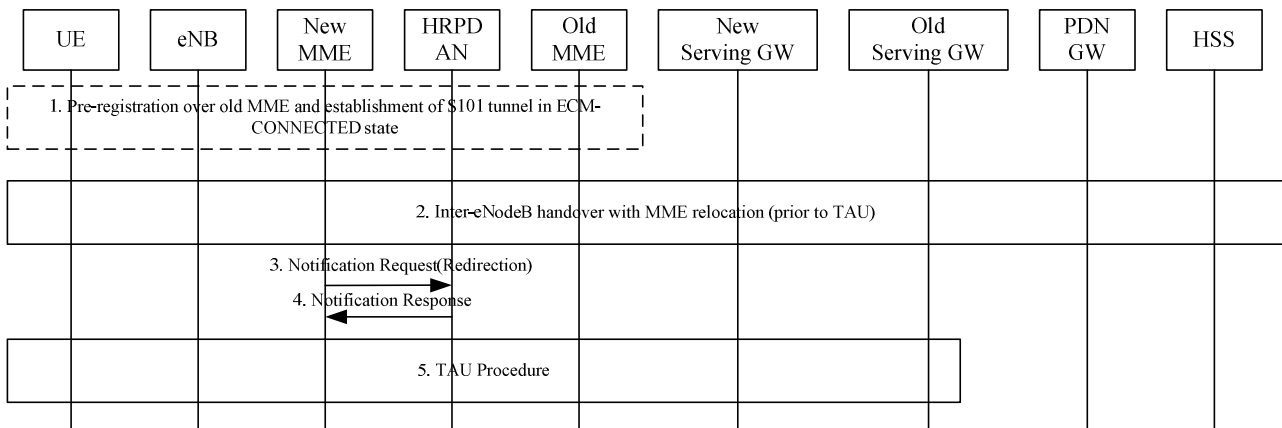 UE
eNB
New
MME
HRPD
AN
Old
MME
New
Serving GW
Old
Serving GW
PDN
GW
HSS
1. Pre-registration over old MME and establishment of S101 tunnel in ECM-
CONNECTED state
2. Inter-eNodeB handover with MME relocation (prior to TAU)
3. Notification Request(Redirection)
4. Notification Response
5. TAU Procedure